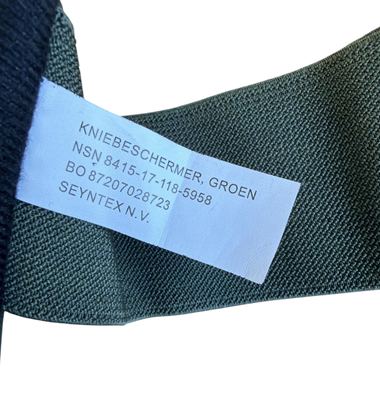 KNIEBESCHERMER, GROEN
NSN 8415-17-118-5958
BO 87207028723
SEYNTEX N.V.